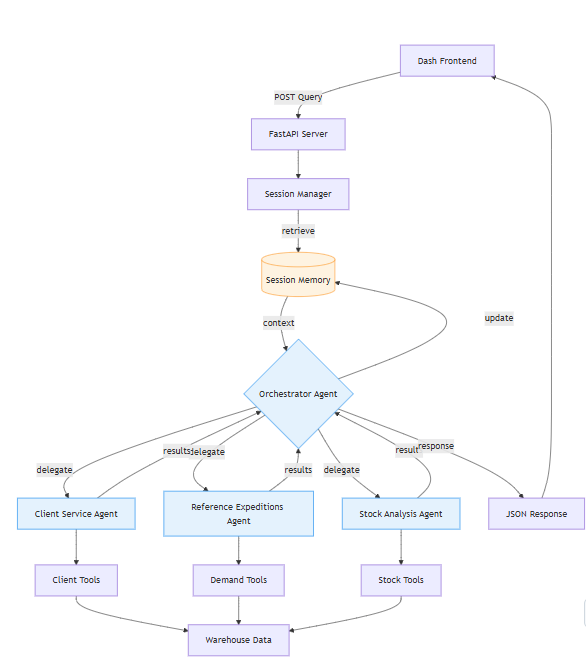 Dash Frontend
POST Query
FastAPI Server
Session Manager
retrieve
Session Memory
context
update
Orchestrator Agent
results
delegate
result
response
delegate
results
delegate
Client Service Agent
Reference Expeditions
Agent
Stock Analysis Agent
JSON Response
Client Tools
Demand Tools
Stock Tools
Warehouse Data